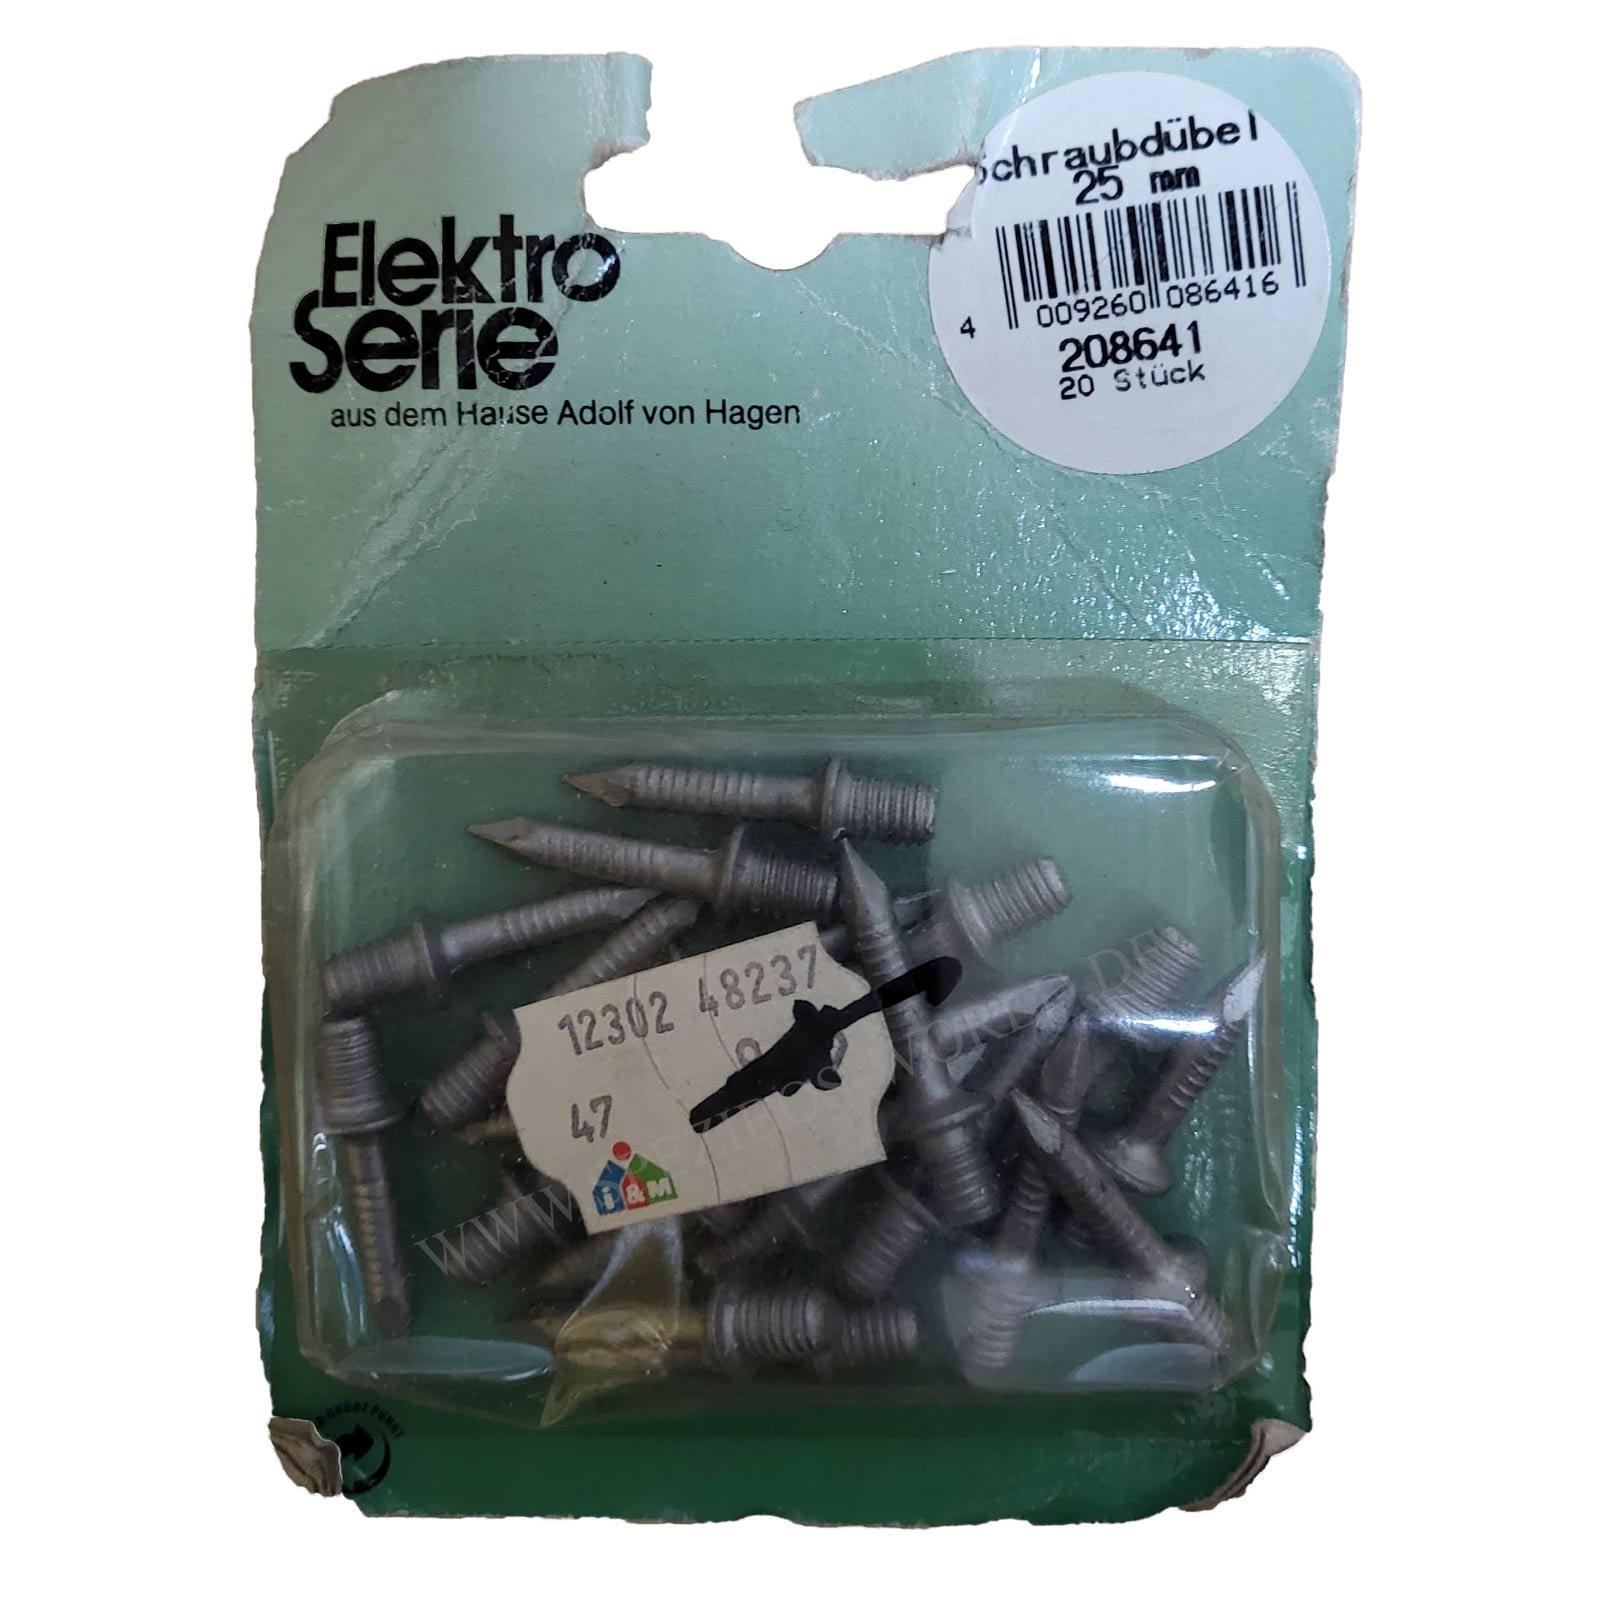 Elektro
Serie
aus dem Hause Adolf von Hagen
Schraubdübel
25 mm
4 009260 086416
208641
20 Stück
12302 48237
47
i&M